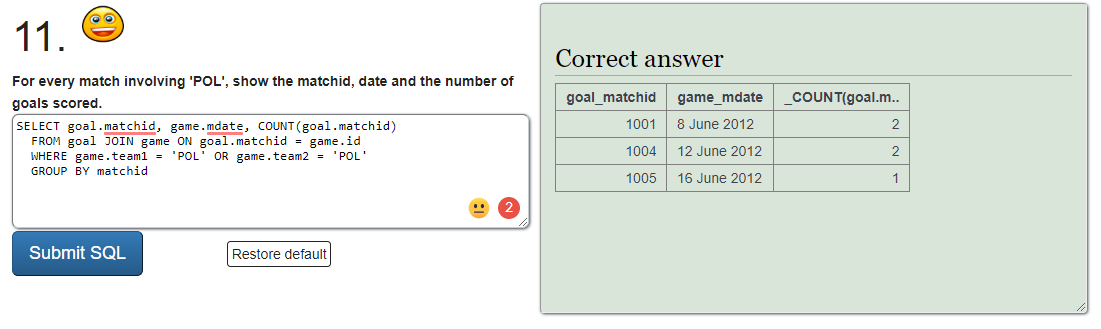 11.
For every match involving 'POL', show the matchid, date and the number of
goals scored.
SELECT goal.matchid, game.mdate, COUNT(goal.matchid)
FROM goal JOIN game ON goal.matchid = game.id
WHERE game.team1 = 'POL' OR game.team2 = 'POL'
GROUP BY matchid
2
Submit SQL
Restore default
Correct answer
goal_matchid game_mdate _COUNT(goal.m..
1001 8 June 2012 2
1004 12 June 2012 2
1005 16 June 2012 1